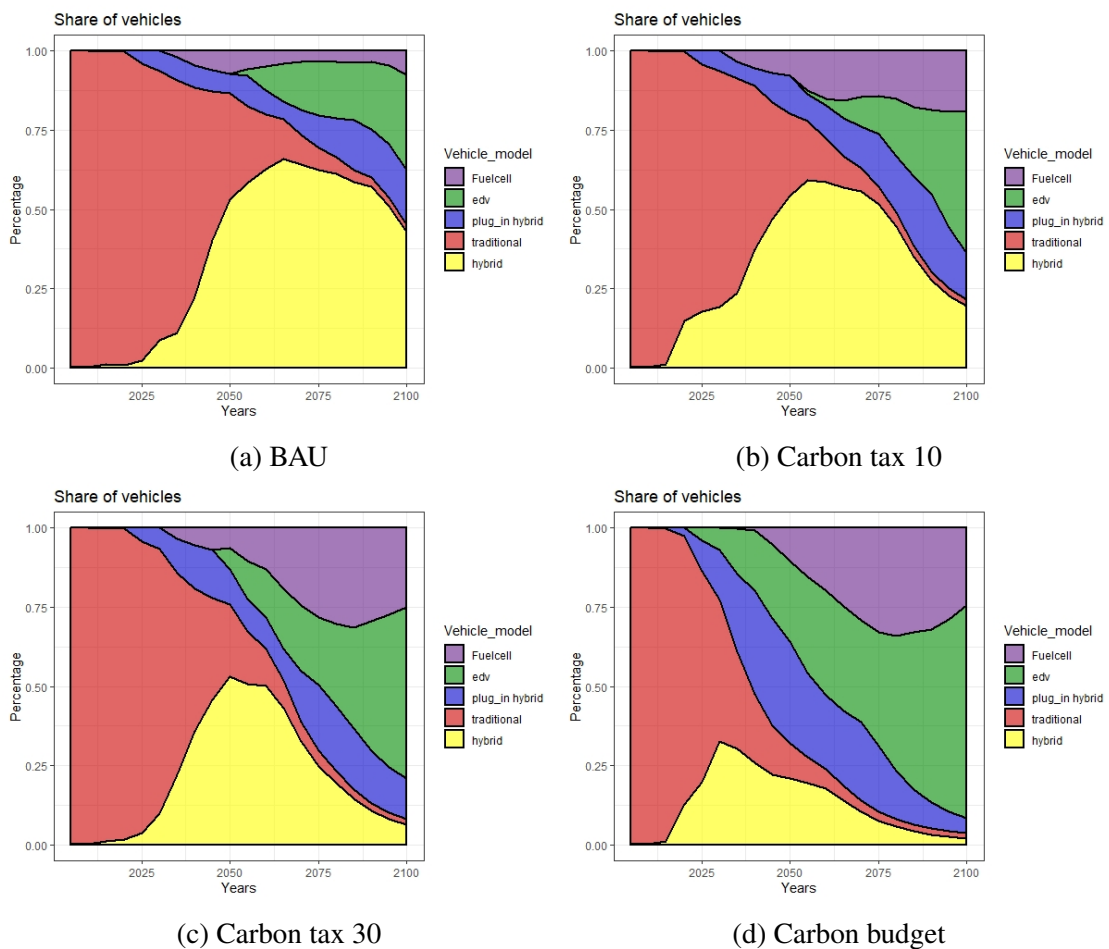 Share of vehicles
Percentage
1.00
0.75
0.50
0.25
0.00
2025 2050 2075 2100
Years
Vehicle_model
Fuelcell
edv
plug_in hybrid
traditional
hybrid
(a) BAU
Share of vehicles
Percentage
1.00
0.75
0.50
0.25
0.00
2025 2050 2075 2100
Years
Vehicle_model
Fuelcell
edv
plug_in hybrid
traditional
hybrid
(b) Carbon tax 10
Share of vehicles
Percentage
1.00
0.75
0.50
0.25
0.00
2025 2050 2075 2100
Years
Vehicle_model
Fuelcell
edv
plug_in hybrid
traditional
hybrid
(c) Carbon tax 30
Share of vehicles
Percentage
1.00
0.75
0.50
0.25
0.00
2025 2050 2075 2100
Years
Vehicle_model
Fuelcell
edv
plug_in hybrid
traditional
hybrid
(d) Carbon budget